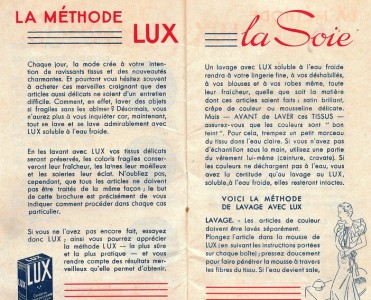 LA MÉTHODE
LUX
Chaque jour, la mode crée à votre inten-
tion de ravissants tissus et des nouveautés
charmantes. Et pourtant vous hésitez souvent
à acheter ces merveilles craignant que des
articles aussi délicats ne soient d'un entretien
difficile. Comment, en effet, laver des objets
si fragiles sans les abîmer ? Désormais, vous
n'aurez plus à vous inquiéter car, maintenant,
tout se lave et se lave admirablement avec
LUX soluble à l'eau froide.
En les lavant avec LUX vos tissus délicats
seront préservés, les coloris fragiles conser-
veront leur fraîcheur, les laines leur moëlleux
et les soieries leur éclat. N'oubliez pas,
cependant, que tous les articles ne doivent
pas être traités de la même façon ; le but
de cette brochure est précisément de vous
indiquer comment procéder dans chaque cas
particulier.
Si vous ne l'avez pas encore fait, essayez
donc LUX ; ainsi vous pourrez apprécier
la méthode LUX — la plus sûre
et la plus pratique — et vous
rendre compte des résultats mer-
veilleux qu'elle permet d'obtenir.
LUX
la Soie
Un lavage avec LUX soluble à l'eau froide
rendra à votre lingerie fine, à vos déshabillés,
à vos blouses et à vos robes même, toute
leur fraîcheur, quelle que soit la matière
dont ces articles soient faits : satin brillant,
crêpe de couleur ou mousseline délicate.
Mais — AVANT de LAVER ces TISSUS —
assurez-vous que les couleurs sont "bon
teint". Pour cela, trempez un petit morceau
du tissu dans l'eau claire. Si vous n'avez pas
d'échantillon sous la main, utilisez une partie
du vêtement lui-même (ceinture, cravate). Si
les couleurs ne déchargent pas à l'eau, vous
avez la certitude qu'au lavage au LUX,
soluble à l'eau froide, elles resteront intactes.
VOICI LA MÉTHODE
DE LAVAGE AVEC LUX
LAVAGE. - Les articles de couleur
doivent être lavés séparément.
Plongez l'article dans la mousse de
LUX (en suivant les instructions portées
sur chaque boîte) ; pressez doucement
pour faire pénétrer la mousse à travers
les fibres du tissu. Si l'eau devient sale,